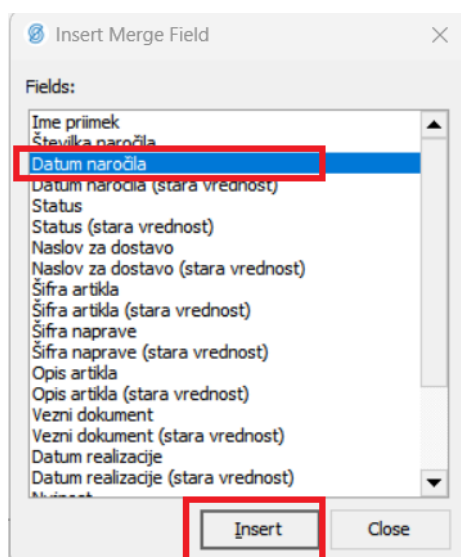 Insert Merge Field
Fields:
Ime priimek
Številka naročila
Datum naročila
Datum naročila (stara vrednost)
Status
Status (stara vrednost)
Naslov za dostavo
Naslov za dostavo (stara vrednost)
Šifra artikla
Šifra artikla (stara vrednost)
Šifra naprave
Šifra naprave (stara vrednost)
Opis artikla
Opis artikla (stara vrednost)
Vezni dokument
Vezni dokument (stara vrednost)
Datum realizacije
Datum realizacije (stara vrednost)
Insert
Close